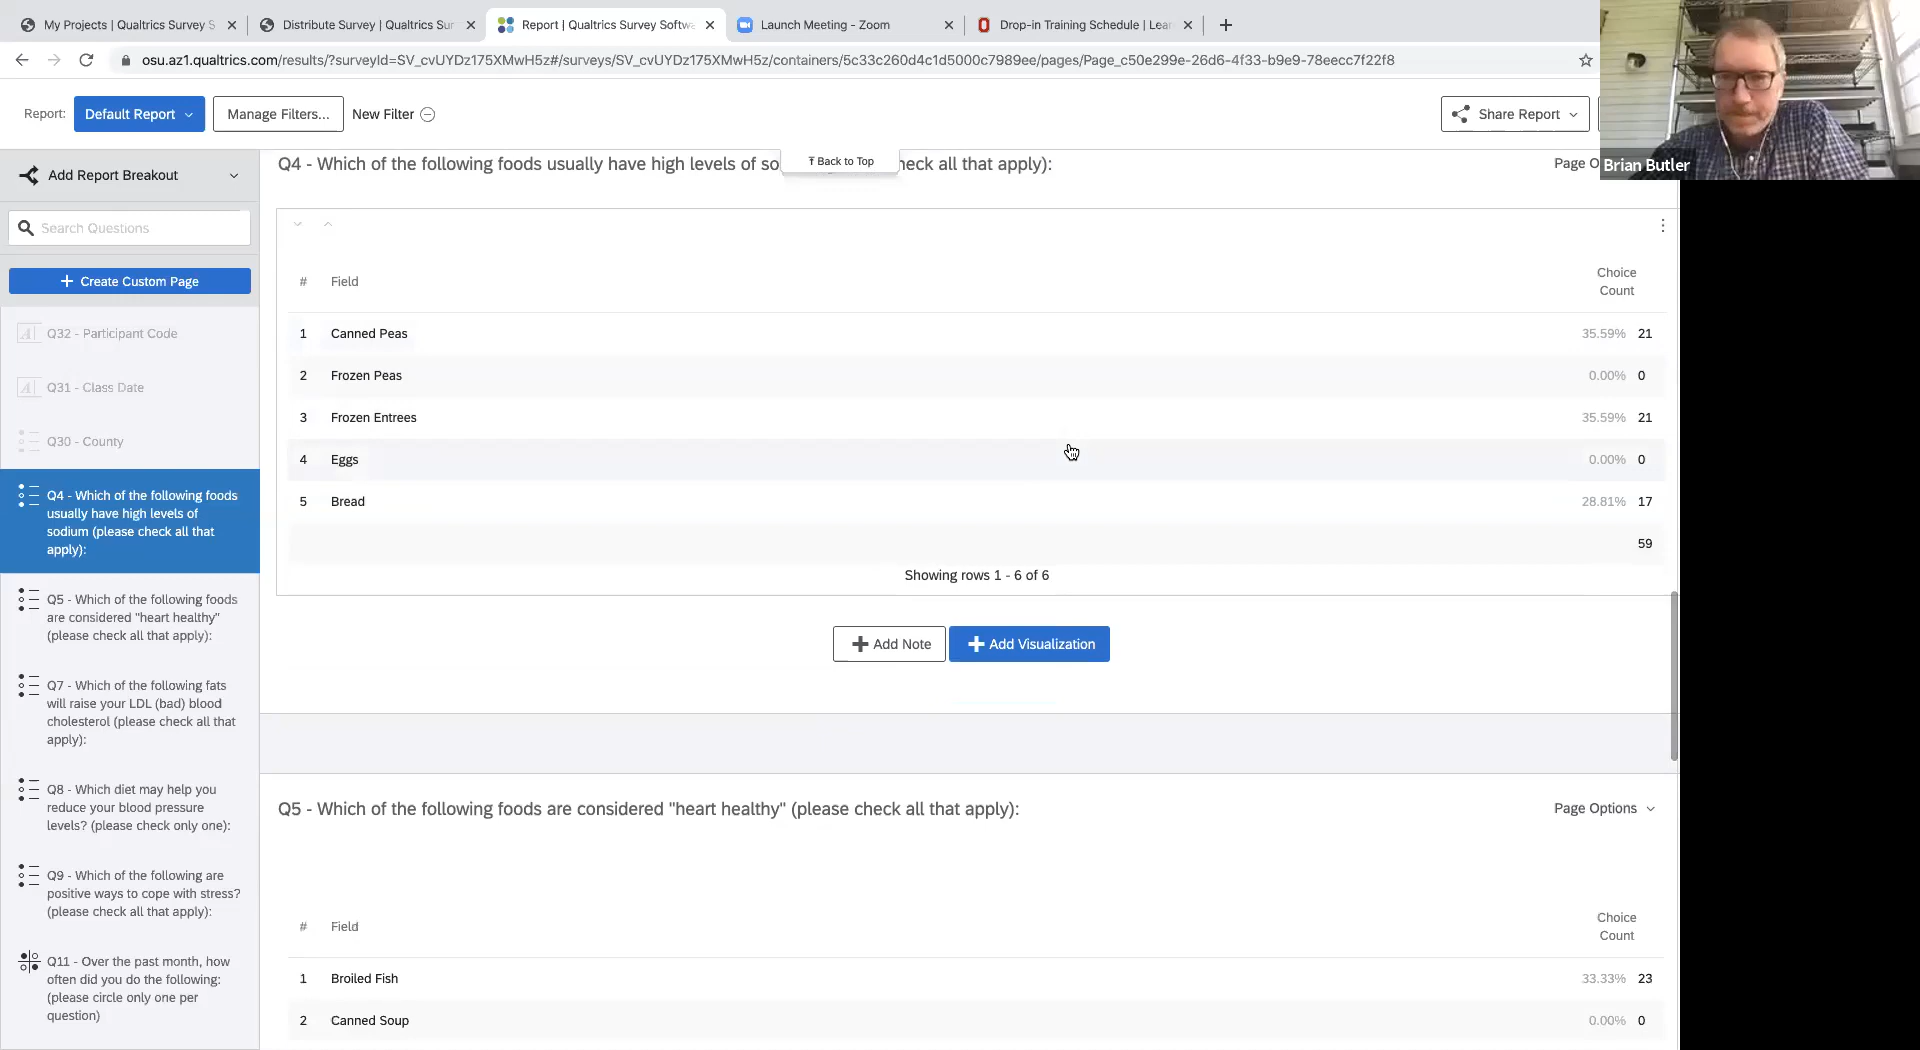 My Projects | Qualtrics Survey S
Distribute Survey | Qualtrics Sur
Report | Qualtrics Survey Softwa
Launch Meeting - Zoom
Drop-in Training Schedule | Lear
osu.az1.qualtrics.com/results/?surveyId=SV_cvUYDz175XMwH5z#/surveys/SV_cvUYDz175XMwH5z/containers/5c33c260d4c1d5000c7989ee/pages/Page_c50e299e-26d6-4f33-b9e9-78eecc7f22f8
Report:
Default Report
Manage Filters...
New Filter
Share Report
Brian Butler
Add Report Breakout
Search Questions
Create Custom Page
Q32 - Participant Code
Q31 - Class Date
Q30 - County
Q4 - Which of the following foods
usually have high levels of
sodium (please check all that
apply):
Q5 - Which of the following foods
are considered "heart healthy"
(please check all that apply):
Q7 - Which of the following fats
will raise your LDL (bad) blood
cholesterol (please check all that
apply):
Q8 - Which diet may help you
reduce your blood pressure
levels? (please check only one):
Q9 - Which of the following are
positive ways to cope with stress?
(please check all that apply):
Q11 - Over the past month, how
often did you do the following:
(please circle only one per
question)
Q4 - Which of the following foods usually have high levels of so
Back to Top
heck all that apply):
Page O
# Field Choice
Count
1 Canned Peas 35.59% 21
2 Frozen Peas 0.00% 0
3 Frozen Entrees 35.59% 21
4 Eggs 0.00% 0
5 Bread 28.81% 17
59
Showing rows 1 - 6 of 6
Add Note
Add Visualization
Q5 - Which of the following foods are considered "heart healthy" (please check all that apply):
Page Options
# Field Choice
Count
1 Broiled Fish 33.33% 23
2 Canned Soup 0.00% 0